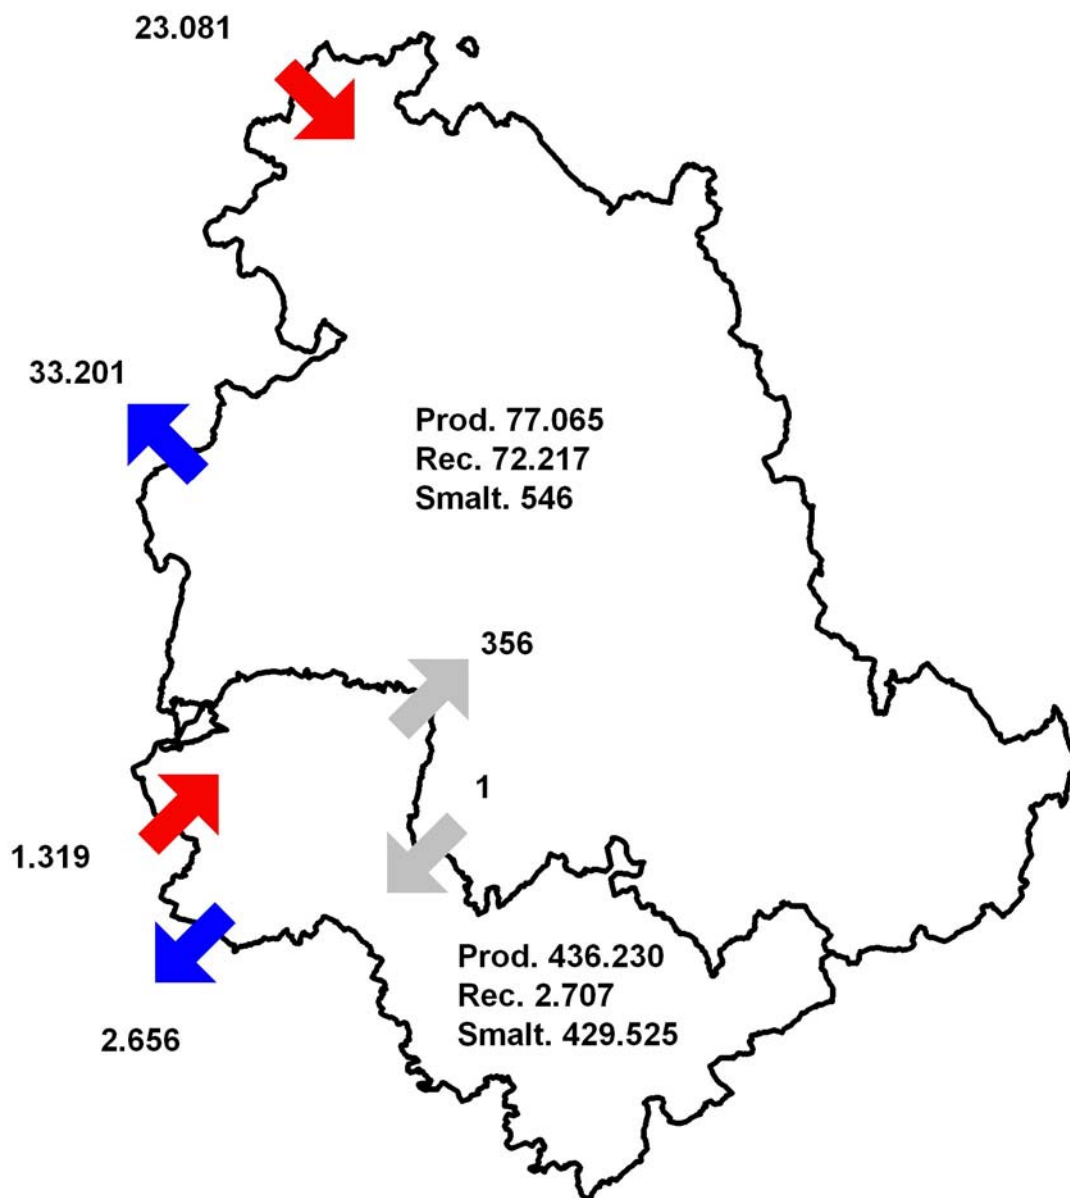 23.081
33.201
Prod. 77.065
Rec. 72.217
Smalt. 546
356
1
1.319
Prod. 436.230
Rec. 2.707
Smalt. 429.525
2.656